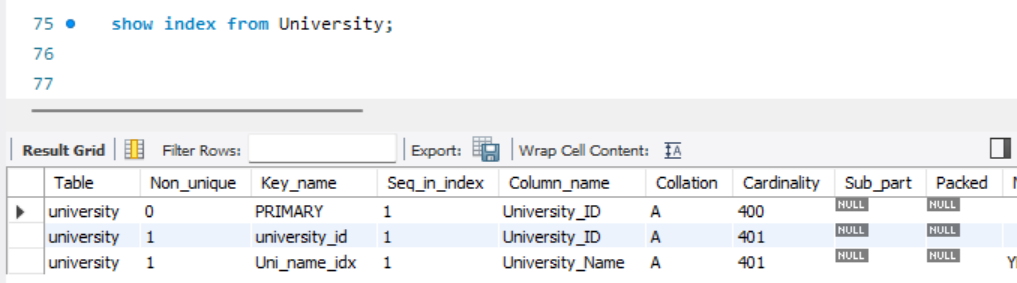 75 show index from University;
76
77
Result Grid Filter Rows: Export: Wrap Cell Content: IA
Table Non_unique Key_name Seq_in_index Column_name Collation Cardinality Sub_part Packed
university 0 PRIMARY 1 University_ID A 400 NULL NULL
university 1 university_id 1 University_ID A 401 NULL NULL
university 1 Uni_name_idx 1 University_Name A 401 NULL NULL